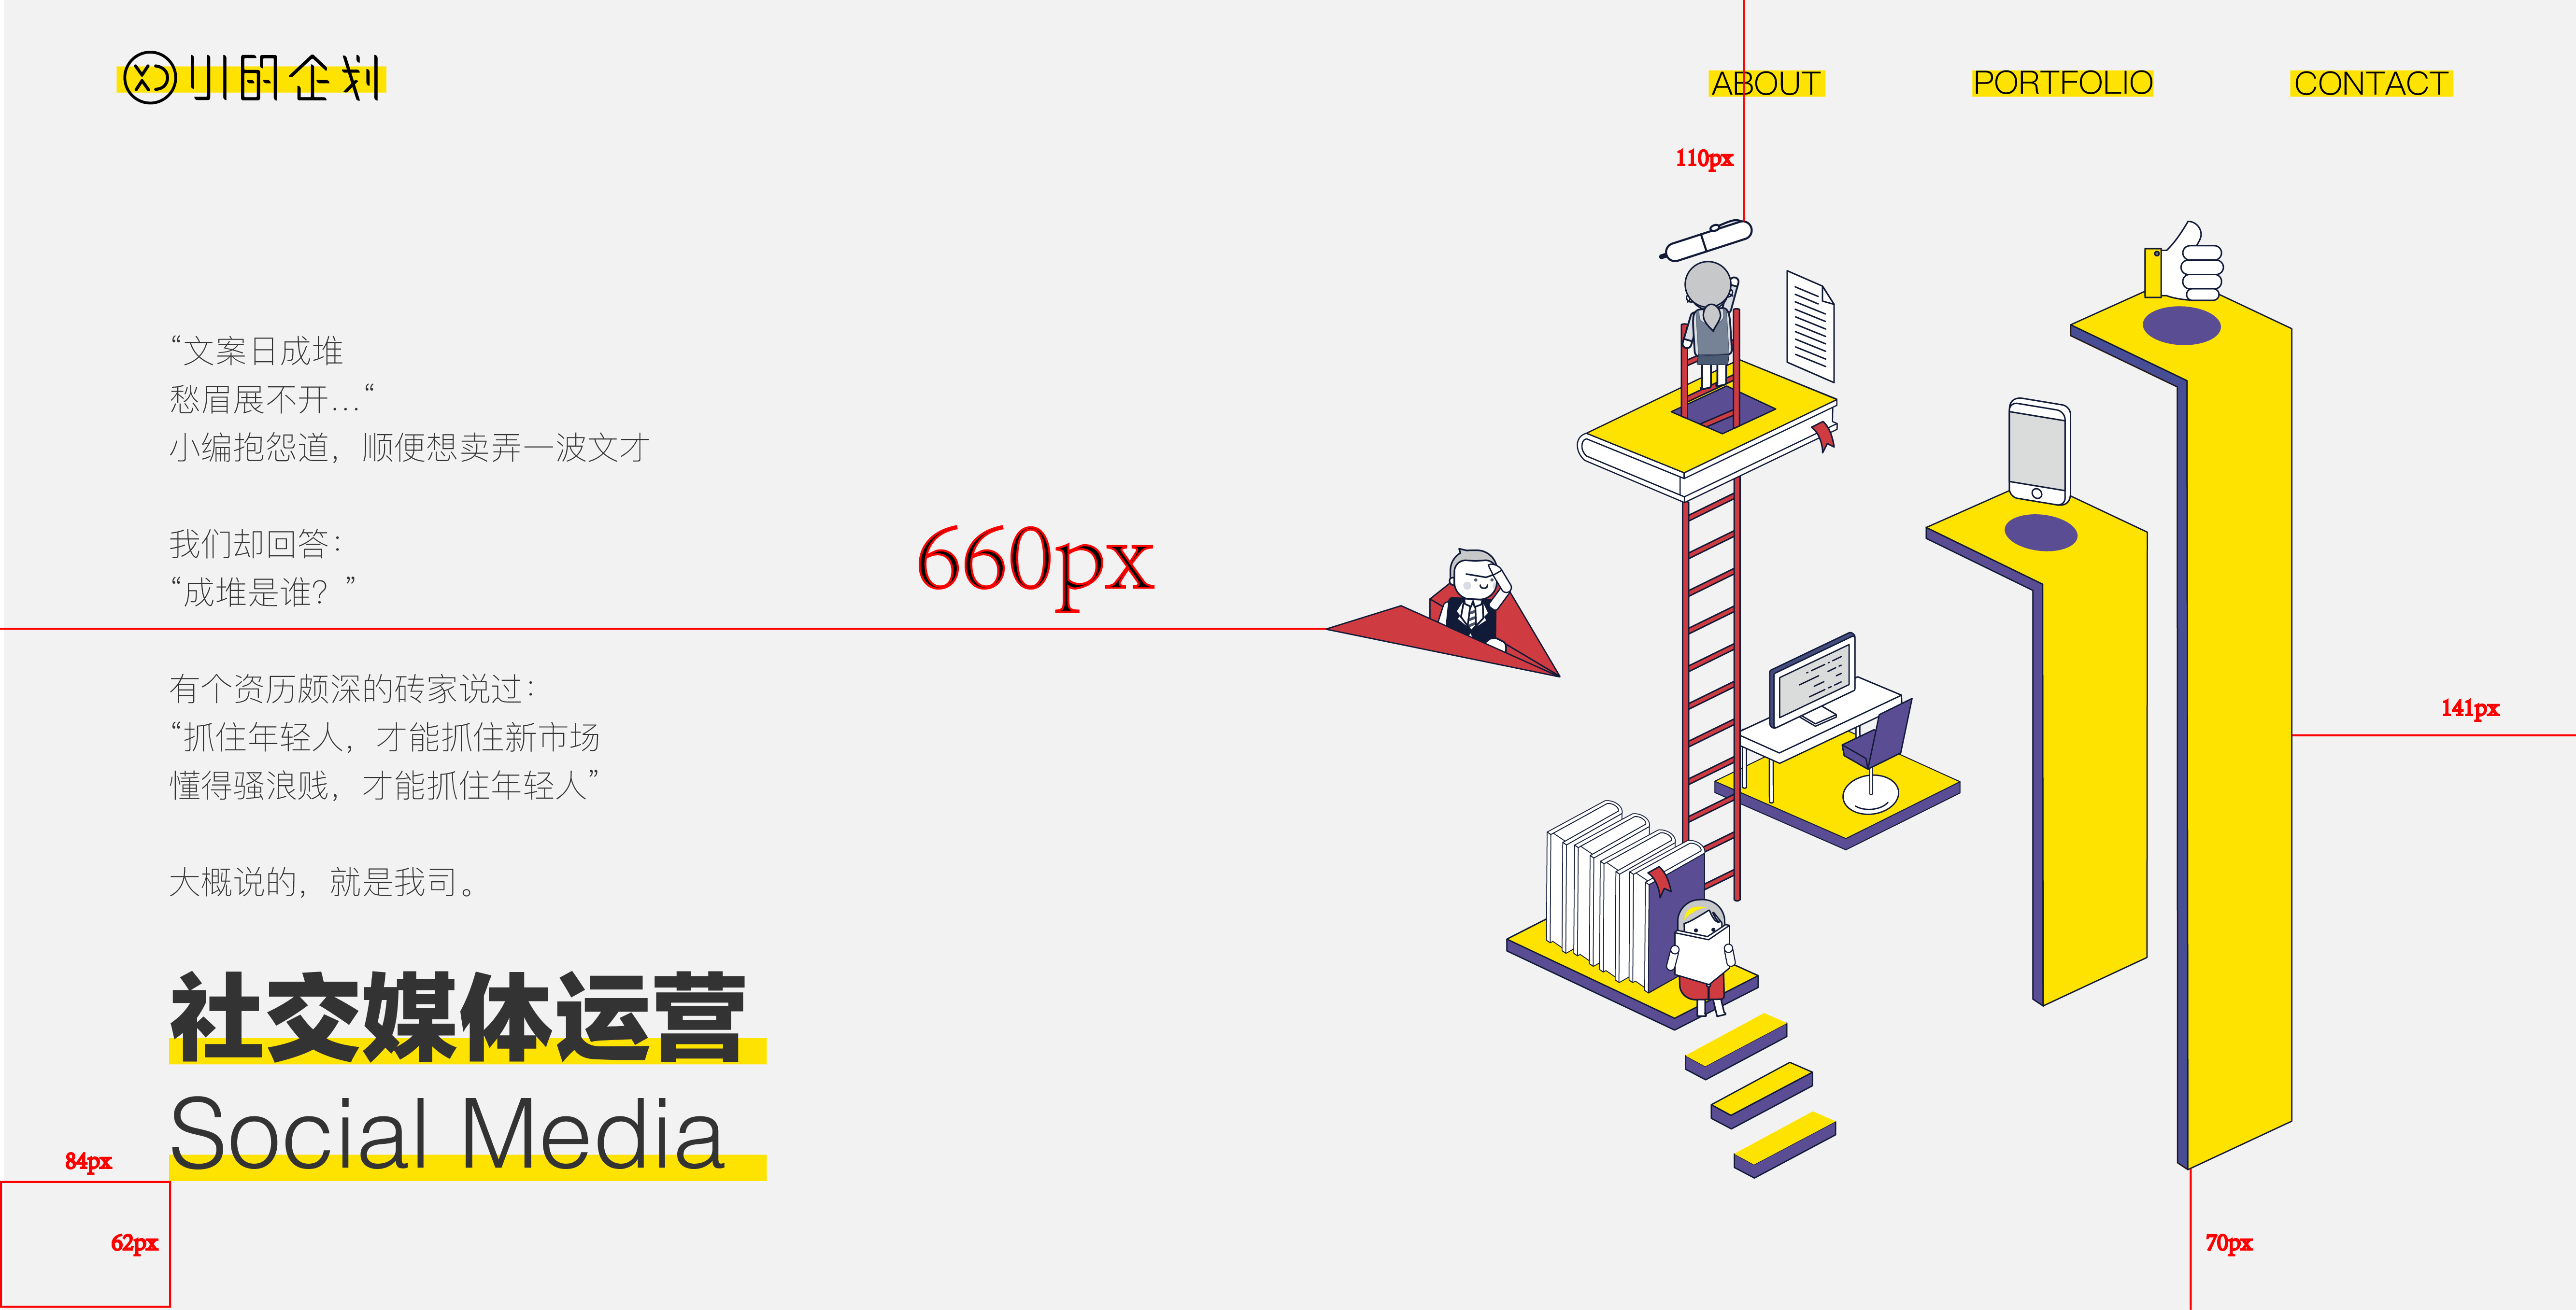 小的企划
ABOUT
PORTFOLIO
CONTACT
110px
“文案日成堆
愁眉展不开…“
小编抱怨道，顺便想卖弄一波文才
我们却回答：
“成堆是谁？”
660px
有个资历颇深的砖家说过：
“抓住年轻人，才能抓住新市场
懂得骚浪贱，才能抓住年轻人”
141px
大概说的，就是我司。
社交媒体运营
Social Media
84px
62px
70px